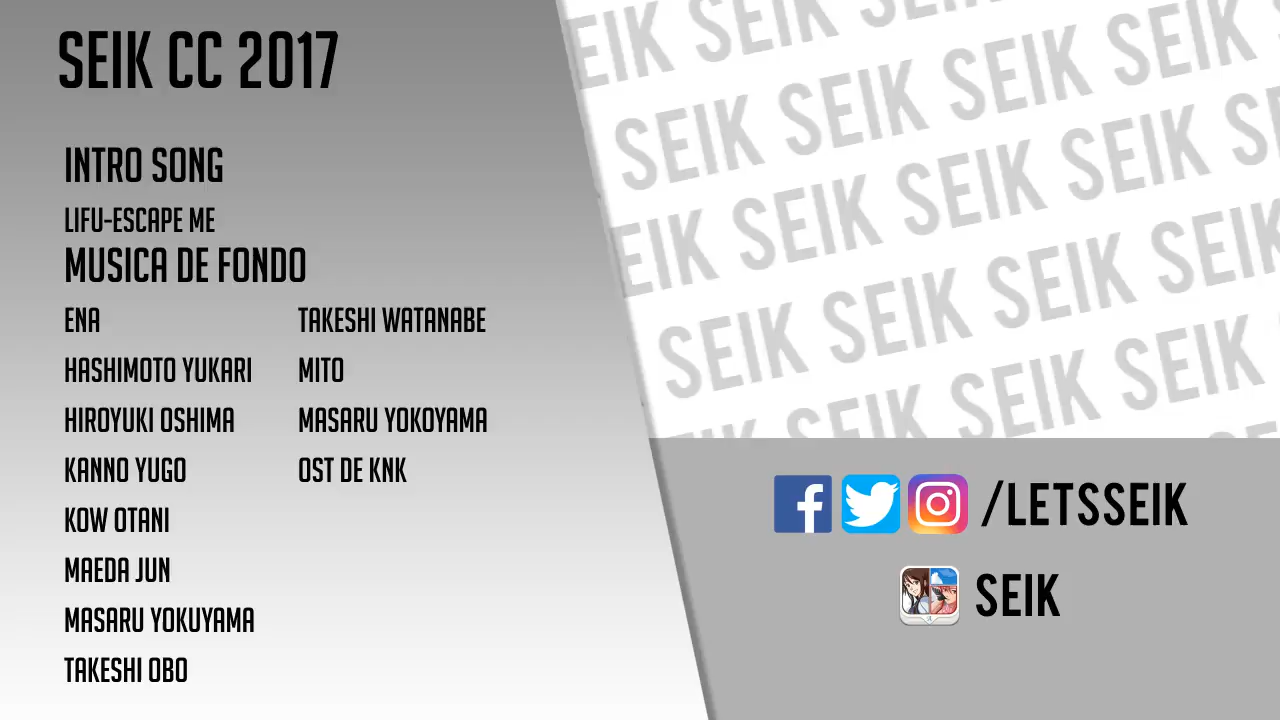 SEIK CC 2017
INTRO SONG
LIFU-ESCAPE ME
MUSICA DE FONDO
ENA
HASHIMOTO YUKARI
HIROYUKI OSHIMA
KANNO YUGO
KOW OTANI
MAEDA JUN
MASARU YOKUYAMA
TAKESHI OBO
TAKESHI WATANABE
MITO
MASARU YOKOYAMA
OST DE KNK
EIK SEIK SEIK SEIK
SEIK SEIK SEIK SEIK
EIK SEIK SEIK SEIK SEIK S
SEIK SEIK SEIK SEIK
SEIK SEIK SEIK SEIK
/LETSSEIK
SEIK